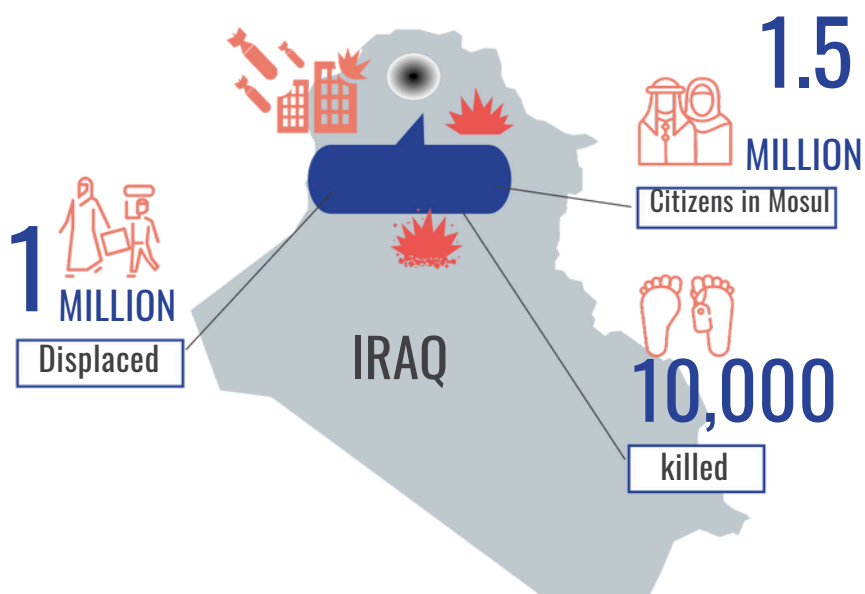 1.5
MILLION
Citizens in Mosul
1
MILLION
Displaced
IRAQ
10,000
killed